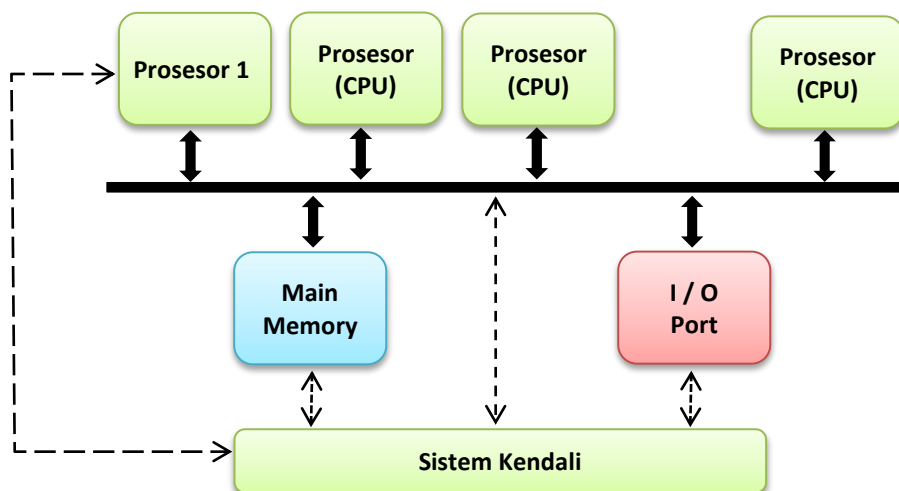 Prosesor 1
Prosesor
(CPU)
Prosesor
(CPU)
Prosesor
(CPU)
Main
Memory
I / O
Port
Sistem Kendali